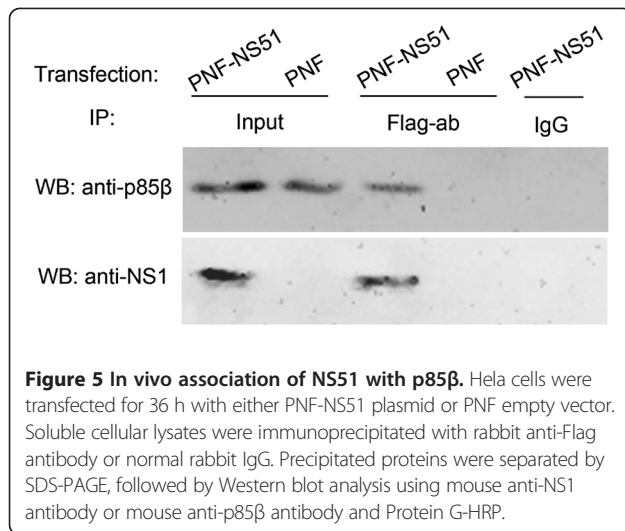 Transfection: PNF-NS51 PNF PNF-NS51 PNF PNF-NS51
IP: Input Flag-ab IgG
WB: anti-p85β
WB: anti-NS1
Figure 5 In vivo association of NS51 with p85β. Hela cells were
transfected for 36 h with either PNF-NS51 plasmid or PNF empty vector.
Soluble cellular lysates were immunoprecipitated with rabbit anti-Flag
antibody or normal rabbit IgG. Precipitated proteins were separated by
SDS-PAGE, followed by Western blot analysis using mouse anti-NS1
antibody or mouse anti-p85β antibody and Protein G-HRP.